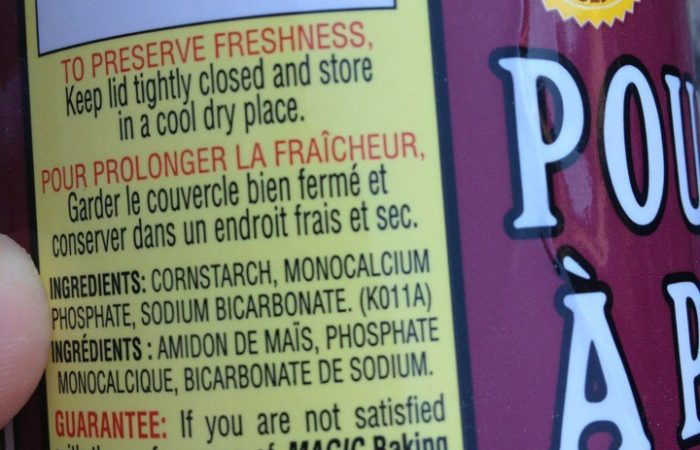 TO PRESERVE FRESHNESS,
Keep lid tightly closed and store
in a cool dry place.
POUR PROLONGER LA FRAÎCHEUR,
Garder le couvercle bien fermé et
conserver dans un endroit frais et sec.
INGREDIENTS: CORNSTARCH, MONOCALCIUM
PHOSPHATE, SODIUM BICARBONATE. (K011A)
INGRÉDIENTS : AMIDON DE MAÏS, PHOSPHATE
MONOCALCIQUE, BICARBONATE DE SODIUM.
GUARANTEE: If you are not satisfied
MAGIC Baking
POU
À